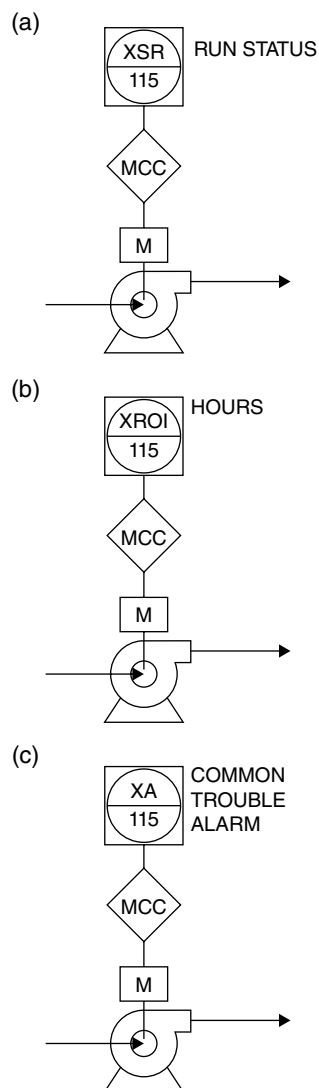 (a)
XSR
115
RUN STATUS
MCC
M
(b)
XROI
115
HOURS
MCC
M
(c)
XA
115
COMMON
TROUBLE
ALARM
MCC
M